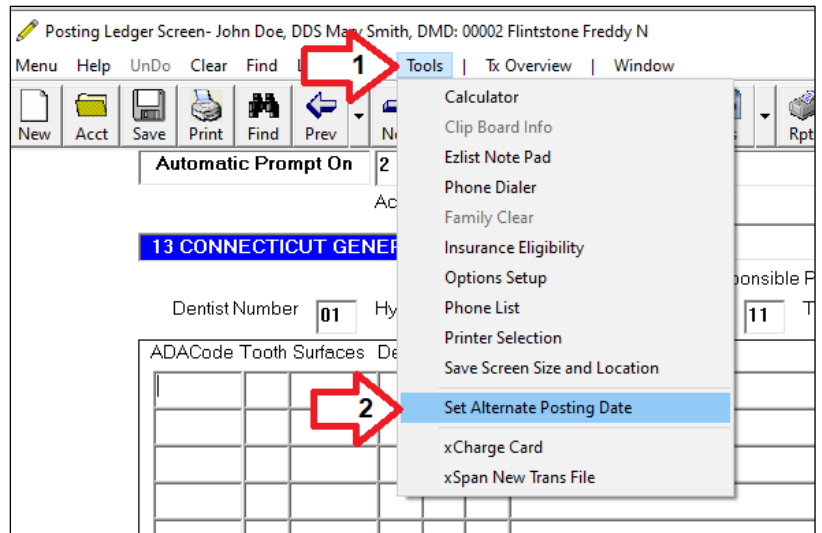 Posting Ledger Screen- John Doe, DDS Mary Smith, DMD: 00002 Flintstone Freddy N
Menu Help UnDo Clear Find 1 Tools | Tx Overview | Window
New Acct Save Print Find Prev Rpt
Calculator
Clip Board Info
Ezlist Note Pad
Phone Dialer
Family Clear
Insurance Eligibility
Options Setup
Phone List
Printer Selection
Save Screen Size and Location
Set Alternate Posting Date
xCharge Card
xSpan New Trans File
Automatic Prompt On 2
Ac
13 CONNECTICUT GENER
ponsible P
Dentist Number 01 Hy 11 T
ADACode Tooth Surfaces De
2